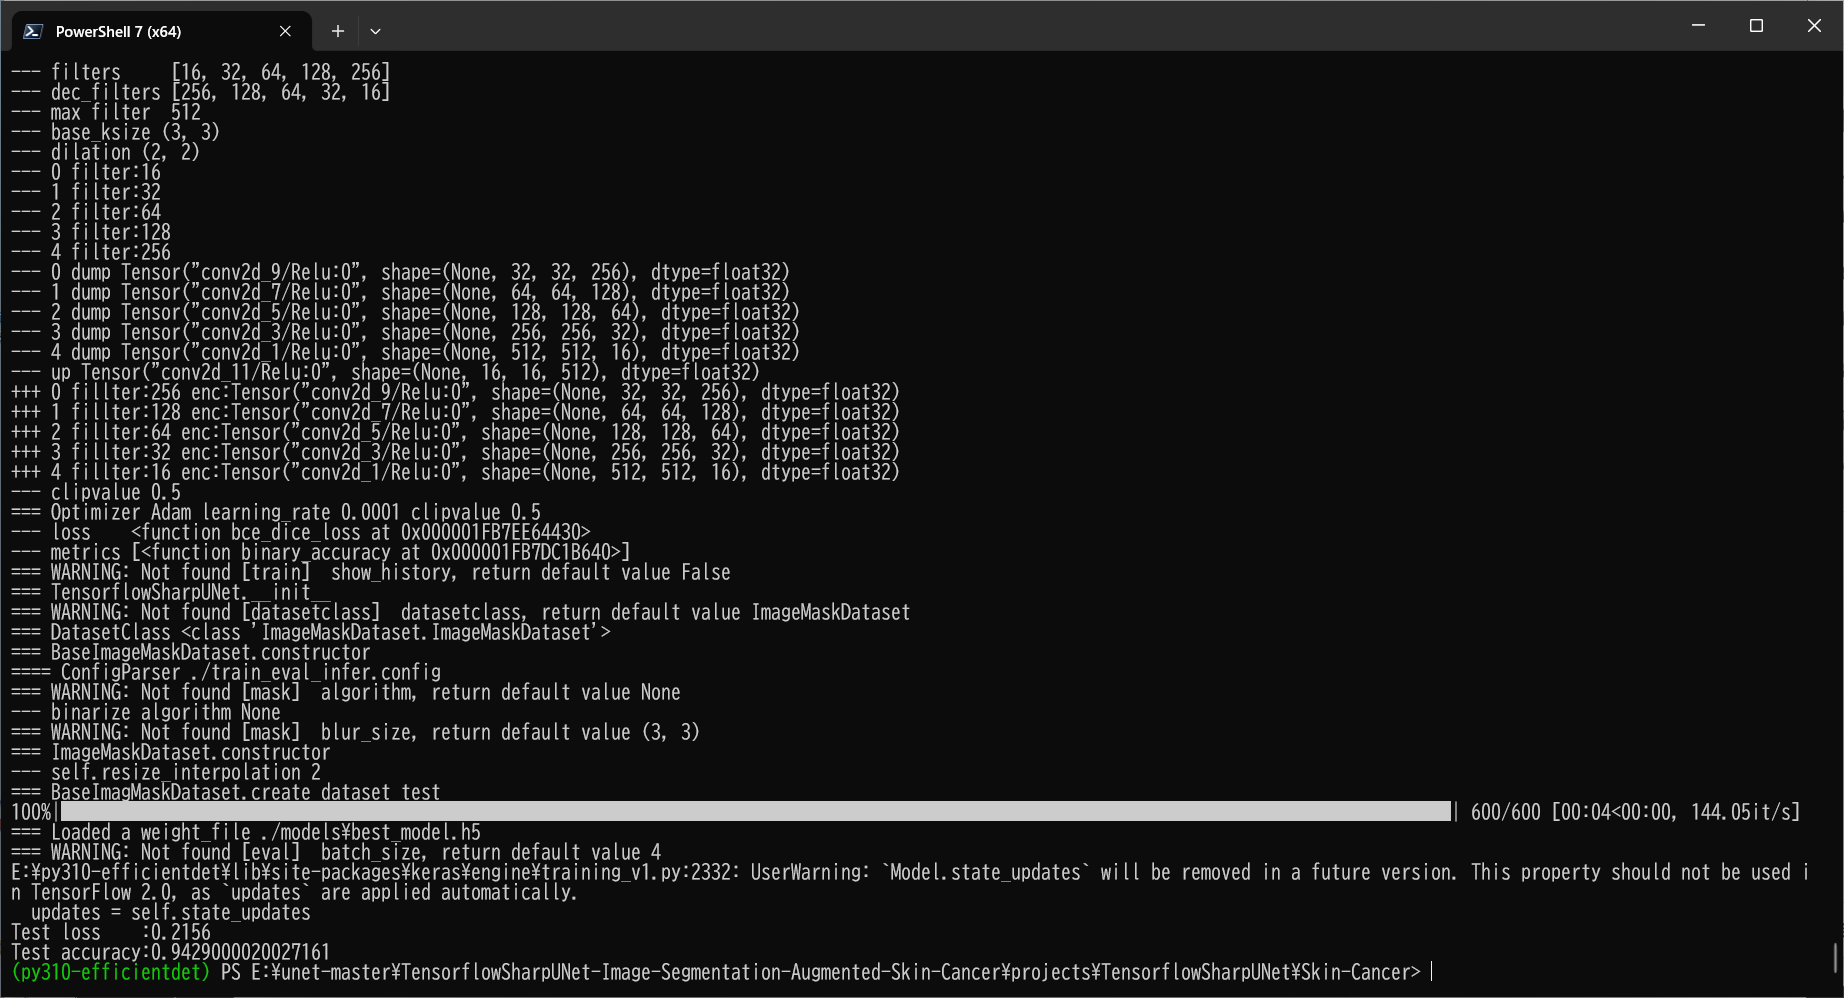 PowerShell 7 (x64)
--- filters     [16, 32, 64, 128, 256]
--- dec_filters [256, 128, 64, 32, 16]
--- max filter  512
--- base_ksize (3, 3)
--- dilation (2, 2)
--- 0 filter:16
--- 1 filter:32
--- 2 filter:64
--- 3 filter:128
--- 4 filter:256
--- 0 dump Tensor("conv2d_9/Relu:0", shape=(None, 32, 32, 256), dtype=float32)
--- 1 dump Tensor("conv2d_7/Relu:0", shape=(None, 64, 64, 128), dtype=float32)
--- 2 dump Tensor("conv2d_5/Relu:0", shape=(None, 128, 128, 64), dtype=float32)
--- 3 dump Tensor("conv2d_3/Relu:0", shape=(None, 256, 256, 32), dtype=float32)
--- 4 dump Tensor("conv2d_1/Relu:0", shape=(None, 512, 512, 16), dtype=float32)
--- up Tensor("conv2d_11/Relu:0", shape=(None, 16, 16, 512), dtype=float32)
+++ 0 fillter:256 enc:Tensor("conv2d_9/Relu:0", shape=(None, 32, 32, 256), dtype=float32)
+++ 1 fillter:128 enc:Tensor("conv2d_7/Relu:0", shape=(None, 64, 64, 128), dtype=float32)
+++ 2 fillter:64 enc:Tensor("conv2d_5/Relu:0", shape=(None, 128, 128, 64), dtype=float32)
+++ 3 fillter:32 enc:Tensor("conv2d_3/Relu:0", shape=(None, 256, 256, 32), dtype=float32)
+++ 4 fillter:16 enc:Tensor("conv2d_1/Relu:0", shape=(None, 512, 512, 16), dtype=float32)
--- clipvalue 0.5
=== Optimizer Adam learning_rate 0.0001 clipvalue 0.5
--- loss    <function bce_dice_loss at 0x000001FB7EE64430>
--- metrics [<function binary_accuracy at 0x000001FB7DC1B640>]
=== WARNING: Not found [train]  show_history, return default value False
=== TensorflowSharpUNet.__init__
=== WARNING: Not found [datasetclass]  datasetclass, return default value ImageMaskDataset
=== DatasetClass <class 'ImageMaskDataset.ImageMaskDataset'>
=== BaseImageMaskDataset.constructor
==== ConfigParser ./train_eval_infer.config
=== WARNING: Not found [mask]  algorithm, return default value None
--- binarize algorithm None
=== WARNING: Not found [mask]  blur_size, return default value (3, 3)
=== ImageMaskDataset.constructor
--- self.resize_interpolation 2
=== BaseImagMaskDataset.create dataset test
100%| | 600/600 [00:04<00:00, 144.05it/s]
=== Loaded a weight_file ./models¥best_model.h5
=== WARNING: Not found [eval]  batch_size, return default value 4
E:¥py310-efficientdet¥lib¥site-packages¥keras¥engine¥training_v1.py:2332: UserWarning: `Model.state_updates` will be removed in a future version. This property should not be used i
n TensorFlow 2.0, as `updates` are applied automatically.
  updates = self.state_updates
Test loss    :0.2156
Test accuracy:0.9429000020027161
(py310-efficientdet) PS E:¥unet-master¥TensorflowSharpUNet-Image-Segmentation-Augmented-Skin-Cancer¥projects¥TensorflowSharpUNet¥Skin-Cancer>